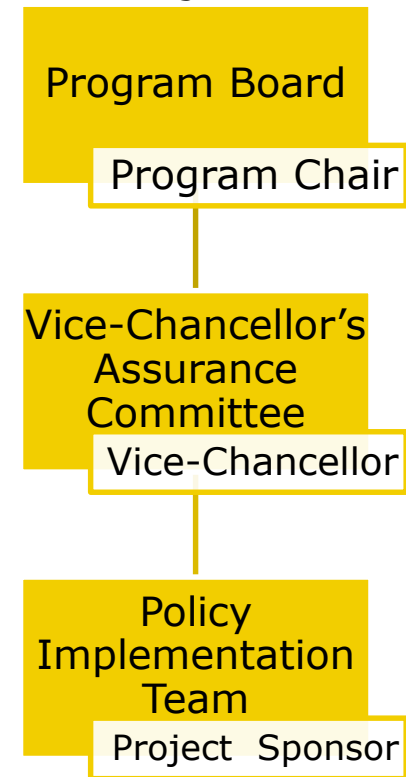 Program Board
Program Chair
Vice-Chancellor’s
Assurance
Committee
Vice-Chancellor
Policy
Implementation
Team
Project Sponsor